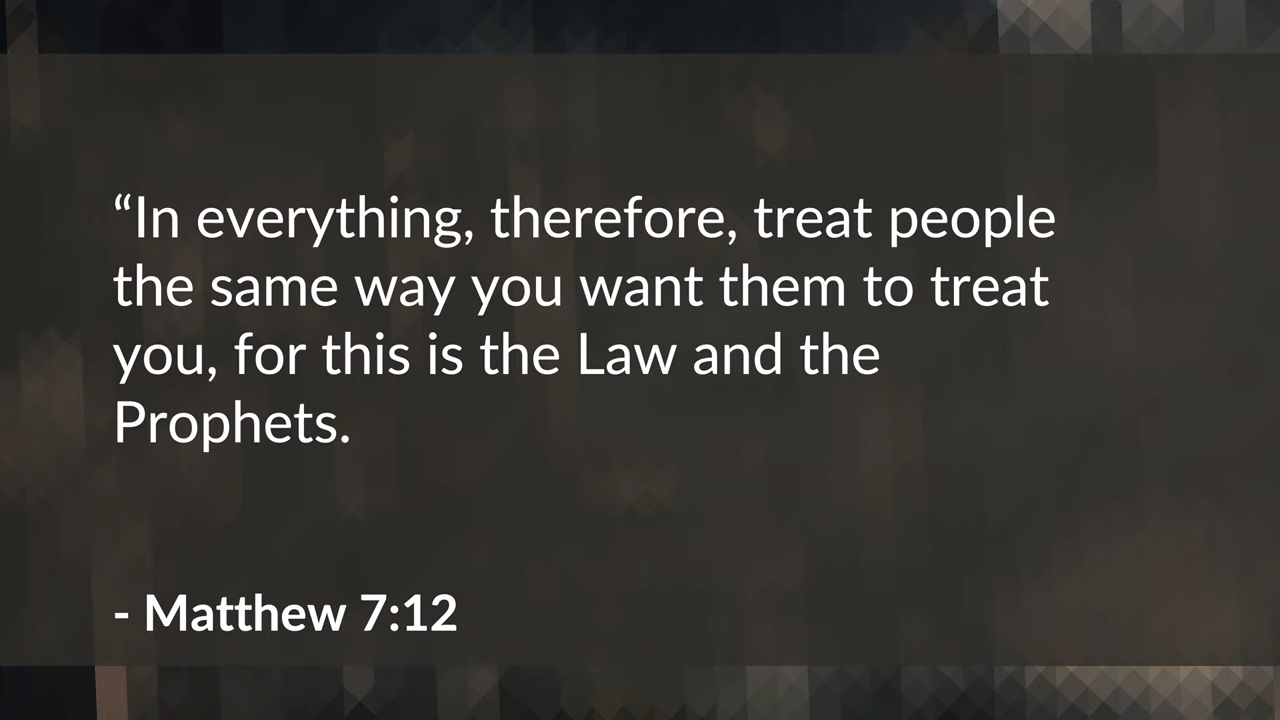 “In everything, therefore, treat people
the same way you want them to treat
you, for this is the Law and the
Prophets.
- Matthew 7:12